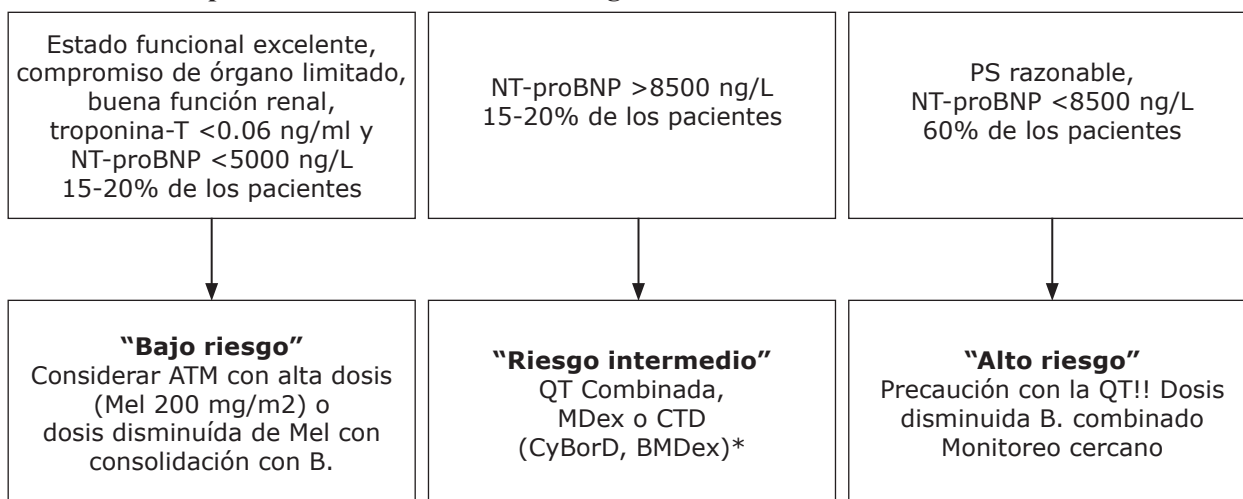 Estado funcional excelente,
compromiso de órgano limitado,
buena función renal,
troponina-T <0.06 ng/ml y
NT-proBNP <5000 ng/L
15-20% de los pacientes
NT-proBNP >8500 ng/L
15-20% de los pacientes
PS razonable,
NT-proBNP <8500 ng/L
60% de los pacientes
“Bajo riesgo”
Considerar ATM con alta dosis
(Mel 200 mg/m2) o
dosis disminuída de Mel con
consolidación con B.
“Riesgo intermedio”
QT Combinada,
MDex o CTD
(CyBorD, BMDex)*
“Alto riesgo”
Precaución con la QT!! Dosis
disminuida B. combinado
Monitoreo cercano